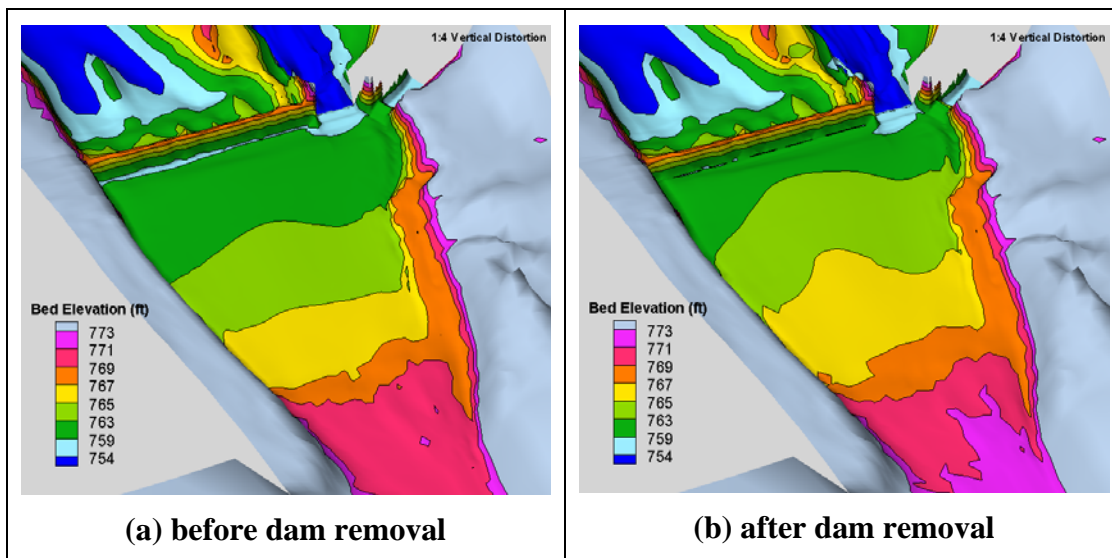 1:4 Vertical Distortion
Bed Elevation (ft)
773
771
769
767
765
763
759
754
(a) before dam removal
1:4 Vertical Distortion
Bed Elevation (ft)
773
771
769
767
765
763
759
754
(b) after dam removal